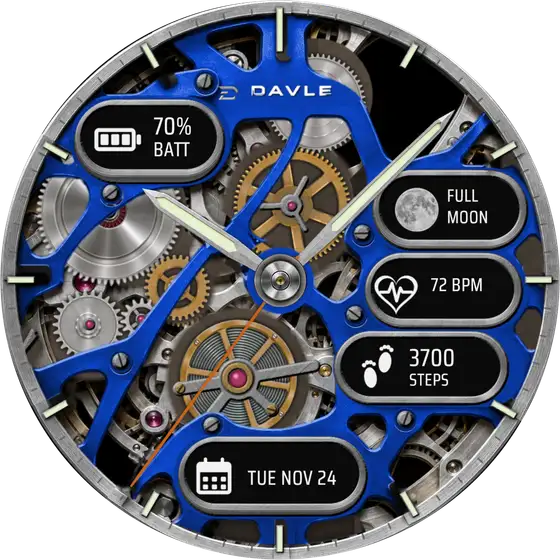 DAVLE
70%
BATT
FULL
MOON
72 BPM
3700
STEPS
TUE NOV 24